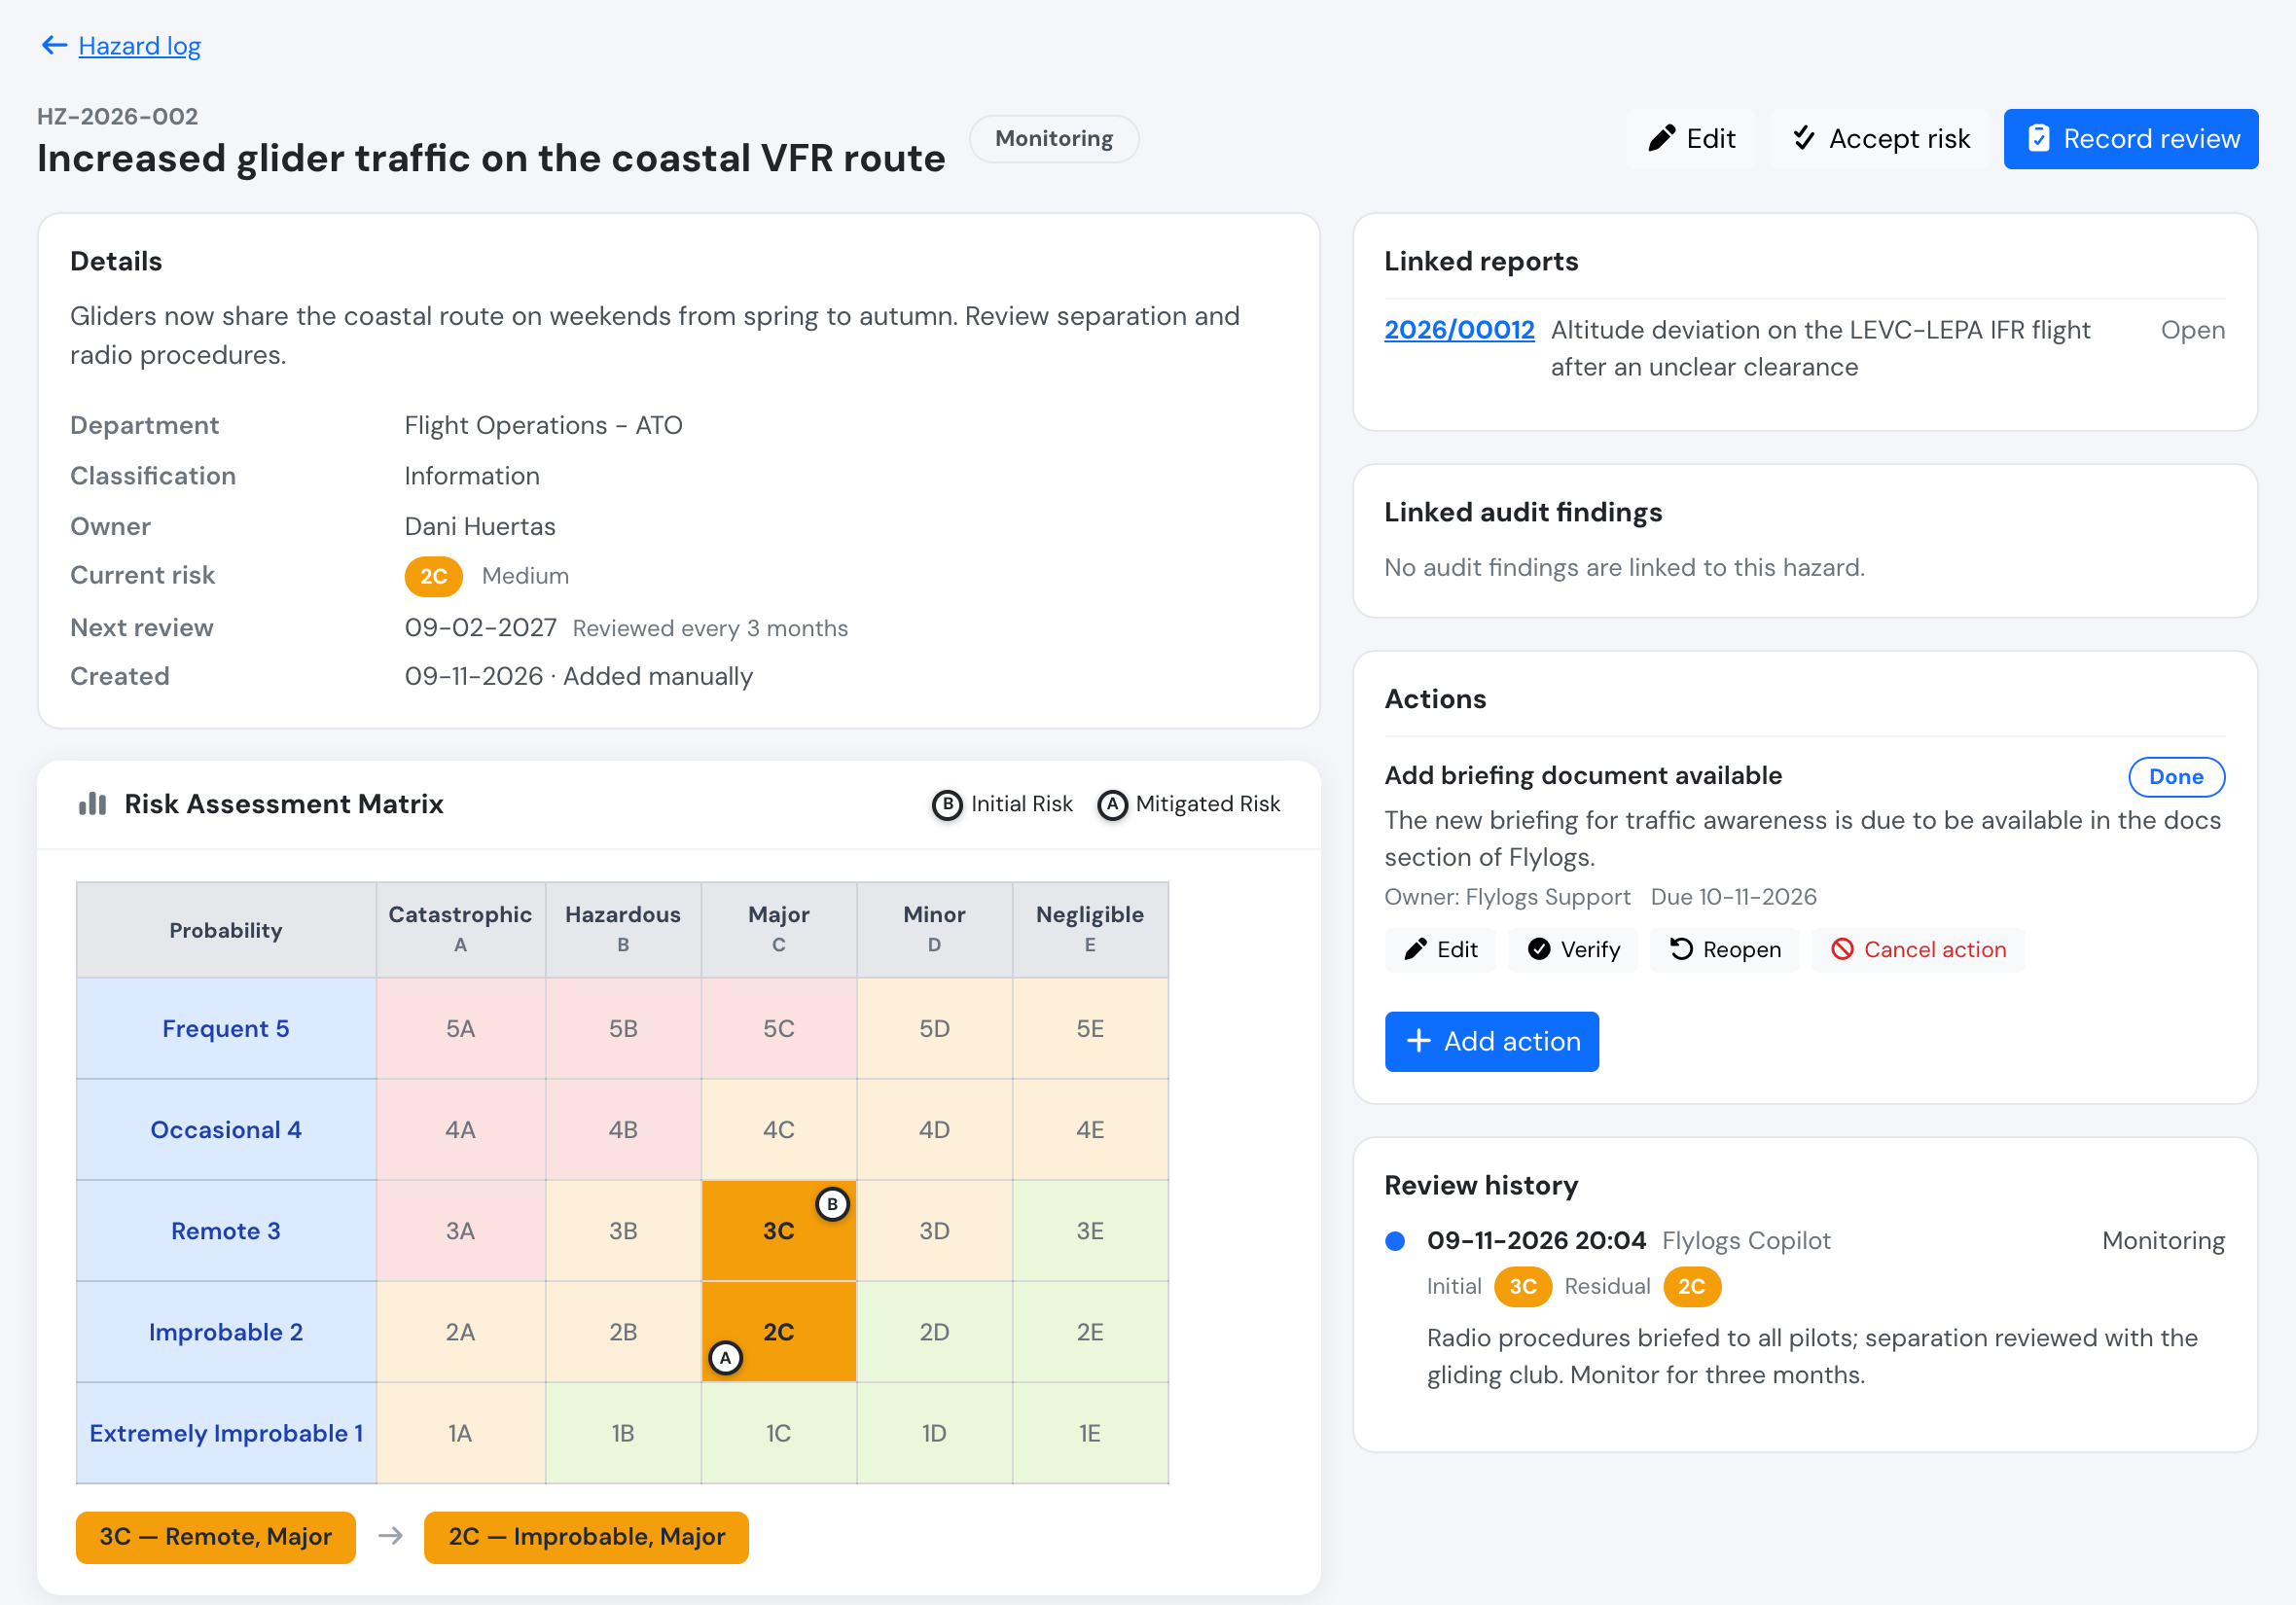 Hazard log
HZ-2026-002
Increased glider traffic on the coastal VFR route
Monitoring
Edit
Accept risk
Record review
Details
Gliders now share the coastal route on weekends from spring to autumn. Review separation and
radio procedures.
Department
Flight Operations - ATO
Classification
Information
Owner
Dani Huertas
Current risk
2C
Medium
Next review
09-02-2027 Reviewed every 3 months
Created
09-11-2026 · Added manually
Risk Assessment Matrix
B Initial Risk
A Mitigated Risk
Probability
Catastrophic
A
Hazardous
B
Major
C
Minor
D
Negligible
E
Frequent 5
5A
5B
5C
5D
5E
Occasional 4
4A
4B
4C
4D
4E
Remote 3
3A
3B
3C
B
3D
3E
Improbable 2
2A
2B
2C
A
2D
2E
Extremely Improbable 1
1A
1B
1C
1D
1E
3C — Remote, Major
2C — Improbable, Major
Linked reports
2026/00012
Altitude deviation on the LEVC-LEPA IFR flight
after an unclear clearance
Open
Linked audit findings
No audit findings are linked to this hazard.
Actions
Add briefing document available
Done
The new briefing for traffic awareness is due to be available in the docs
section of Flylogs.
Owner: Flylogs Support Due 10-11-2026
Edit
Verify
Reopen
Cancel action
Add action
Review history
09-11-2026 20:04 Flylogs Copilot
Monitoring
Initial 3C Residual 2C
Radio procedures briefed to all pilots; separation reviewed with the
gliding club. Monitor for three months.